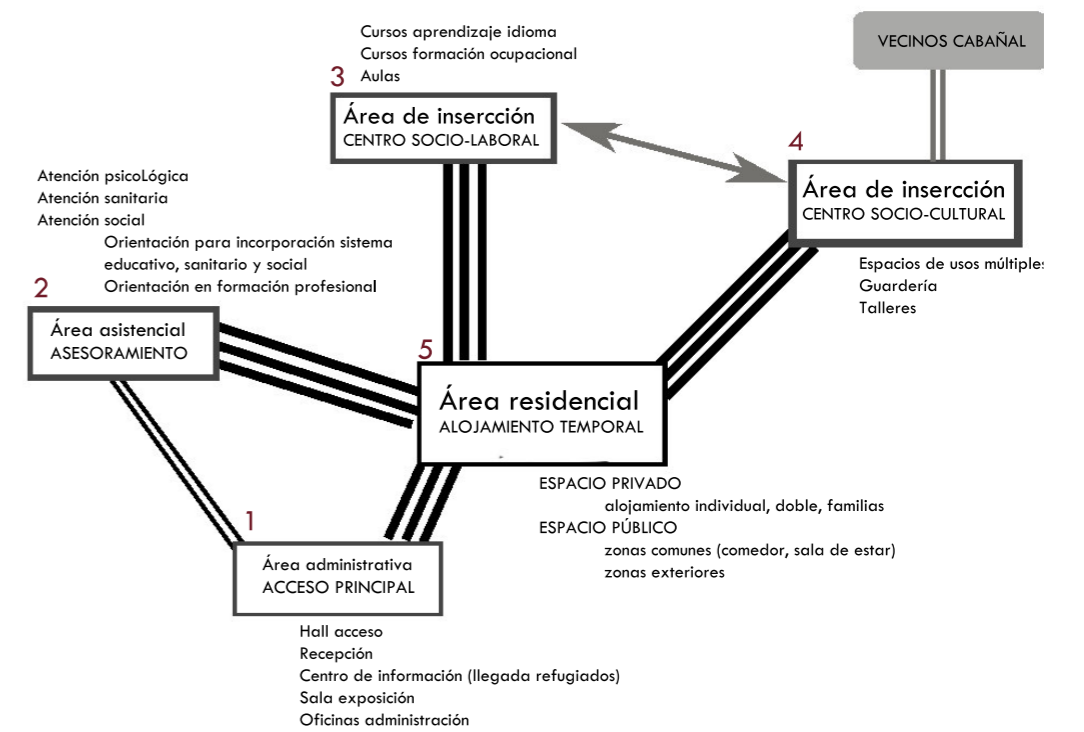 Cursos aprendizaje idioma
Cursos formación ocupacional
Aulas
3
Área de insercción
CENTRO SOCIO-LABORAL
VECINOS CABAÑAL
4
Área de insercción
CENTRO SOCIO-CULTURAL
Espacios de usos múltiples
Guardería
Talleres
Atención psicoLógica
Atención sanitaria
Atención social
Orientación para incorporación sistema
educativo, sanitario y social
Orientación en formación profesional
2
Área asistencial
ASESORAMIENTO
5
Área residencial
ALOJAMIENTO TEMPORAL
ESPACIO PRIVADO
alojamiento individual, doble, familias
ESPACIO PÚBLICO
zonas comunes (comedor, sala de estar)
zonas exteriores
1
Área administrativa
ACCESO PRINCIPAL
Hall acceso
Recepción
Centro de información (llegada refugiados)
Sala exposición
Oficinas administración